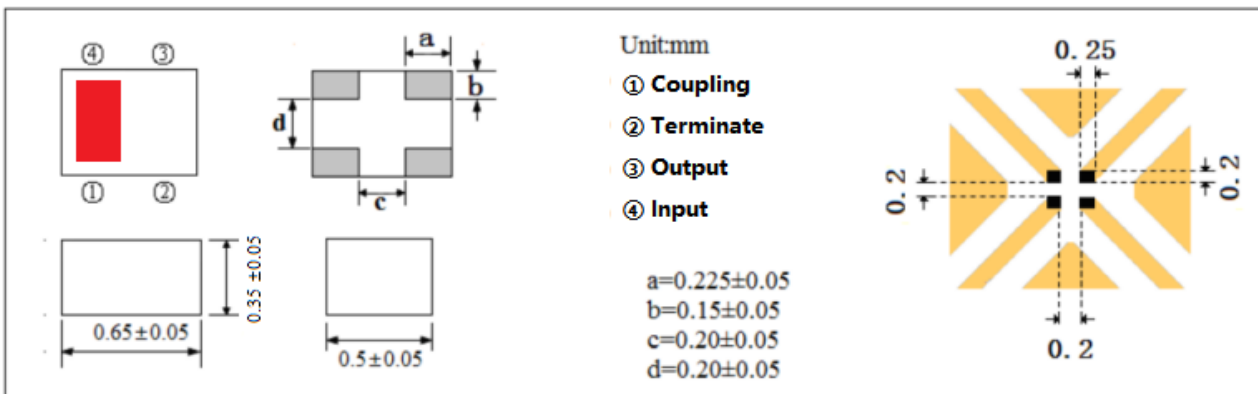 ④ ③
① ②
a
b
d
c
0.35 ±0.05
0.65±0.05
0.5±0.05
Unit:mm
① Coupling
② Terminate
③ Output
④ Input
a=0.225±0.05
b=0.15±0.05
c=0.20±0.05
d=0.20±0.05
0. 25
0. 2
0. 2
0. 2